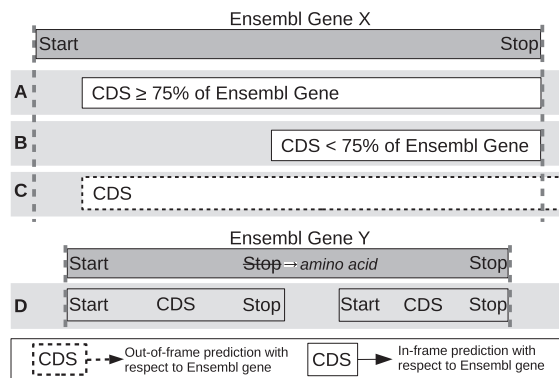 Ensembl Gene X
Start Stop
A CDS ≥ 75% of Ensembl Gene
B CDS < 75% of Ensembl Gene
C CDS
Ensembl Gene Y
Start Stop→amino acid Stop
D Start CDS Stop Start CDS Stop
CDS Out-of-frame prediction with respect to Ensembl gene
CDS In-frame prediction with respect to Ensembl gene